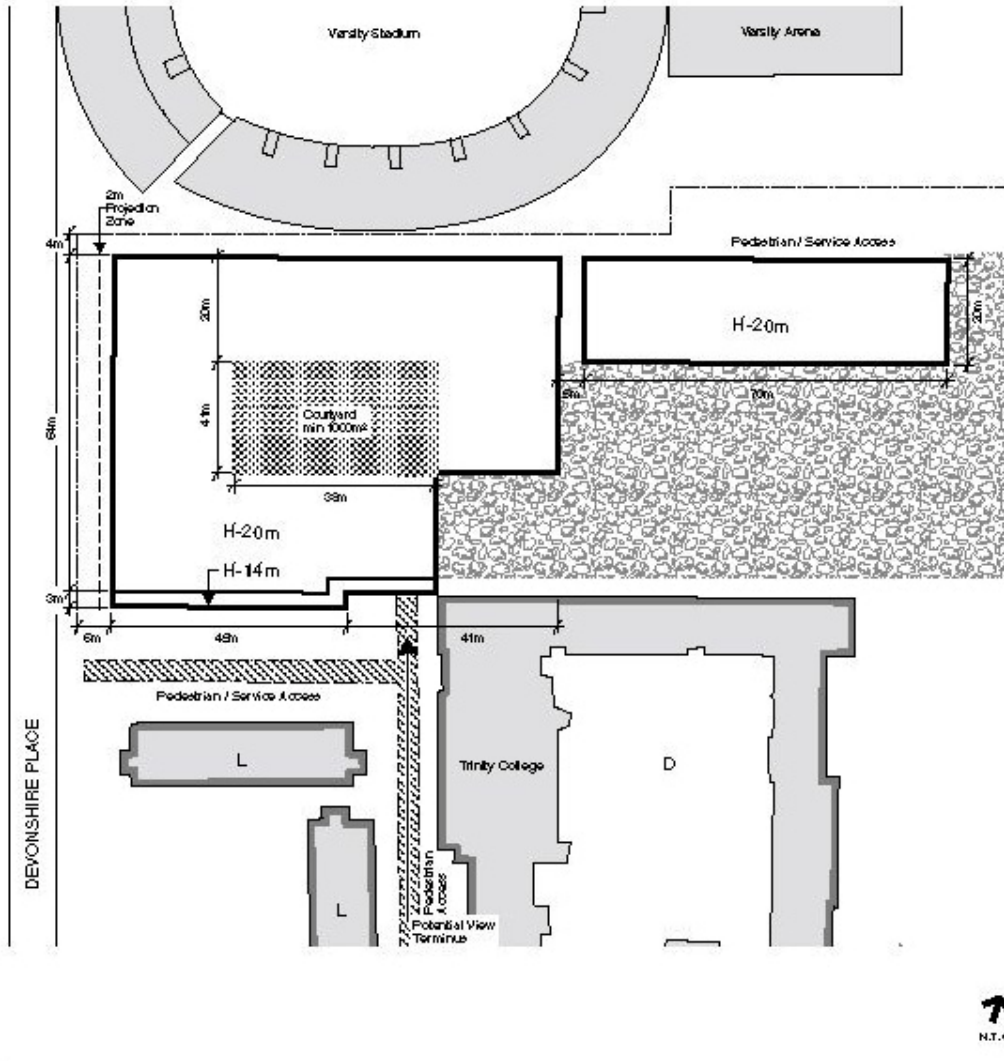 Varsity Stadium
Varsity Arena
2m
Projection
Zone
4m
Pedestrian / Service Access
20m
H-20m
20m
5m
70m
64m
41m
Courtyard
min 1000m²
38m
H-20m
H-14m
3m
6m
41m
Pedestrian / Service Access
L
Trinity College
D
DEVONSHIRE PLACE
L
Pedestrian
Access
Potential View
Terminus